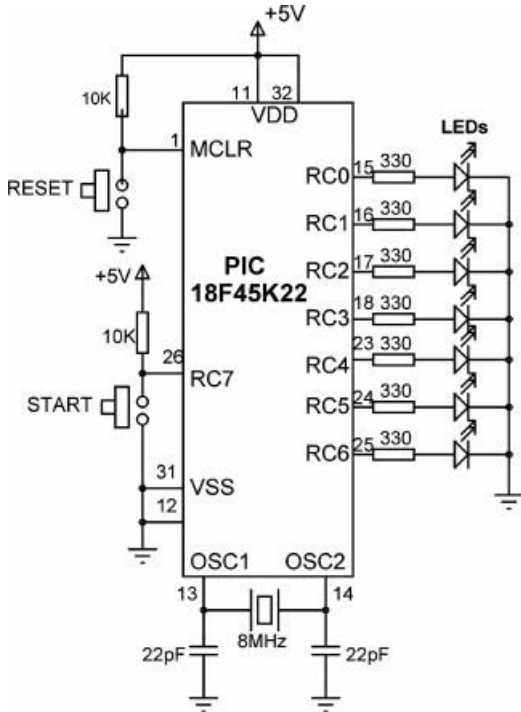 +5V
10K
11 32
VDD
LEDs
1
MCLR
RESET
RC0 15 330
RC1 16 330
+5V
PIC
RC2 17 330
18F45K22
RC3 18 330
10K
26
RC7
RC4 23 330
START
RC5 24 330
RC6 25 330
31
VSS
12
OSC1 OSC2
13 14
8MHz
22pF 22pF